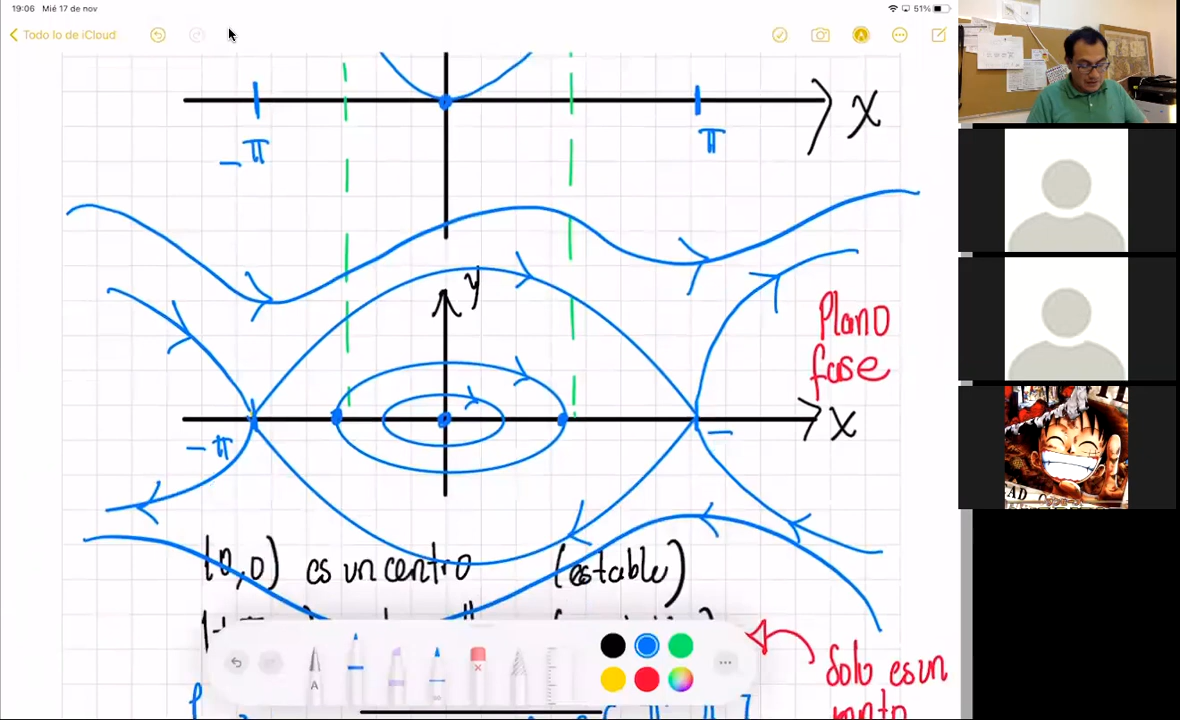 19:06 Mié 17 de nov
51%
Todo lo de iCloud
x
-π
π
y
Plano
fase
x
-π
(0,0) es un centro (estable)
Solo es un
A
AD